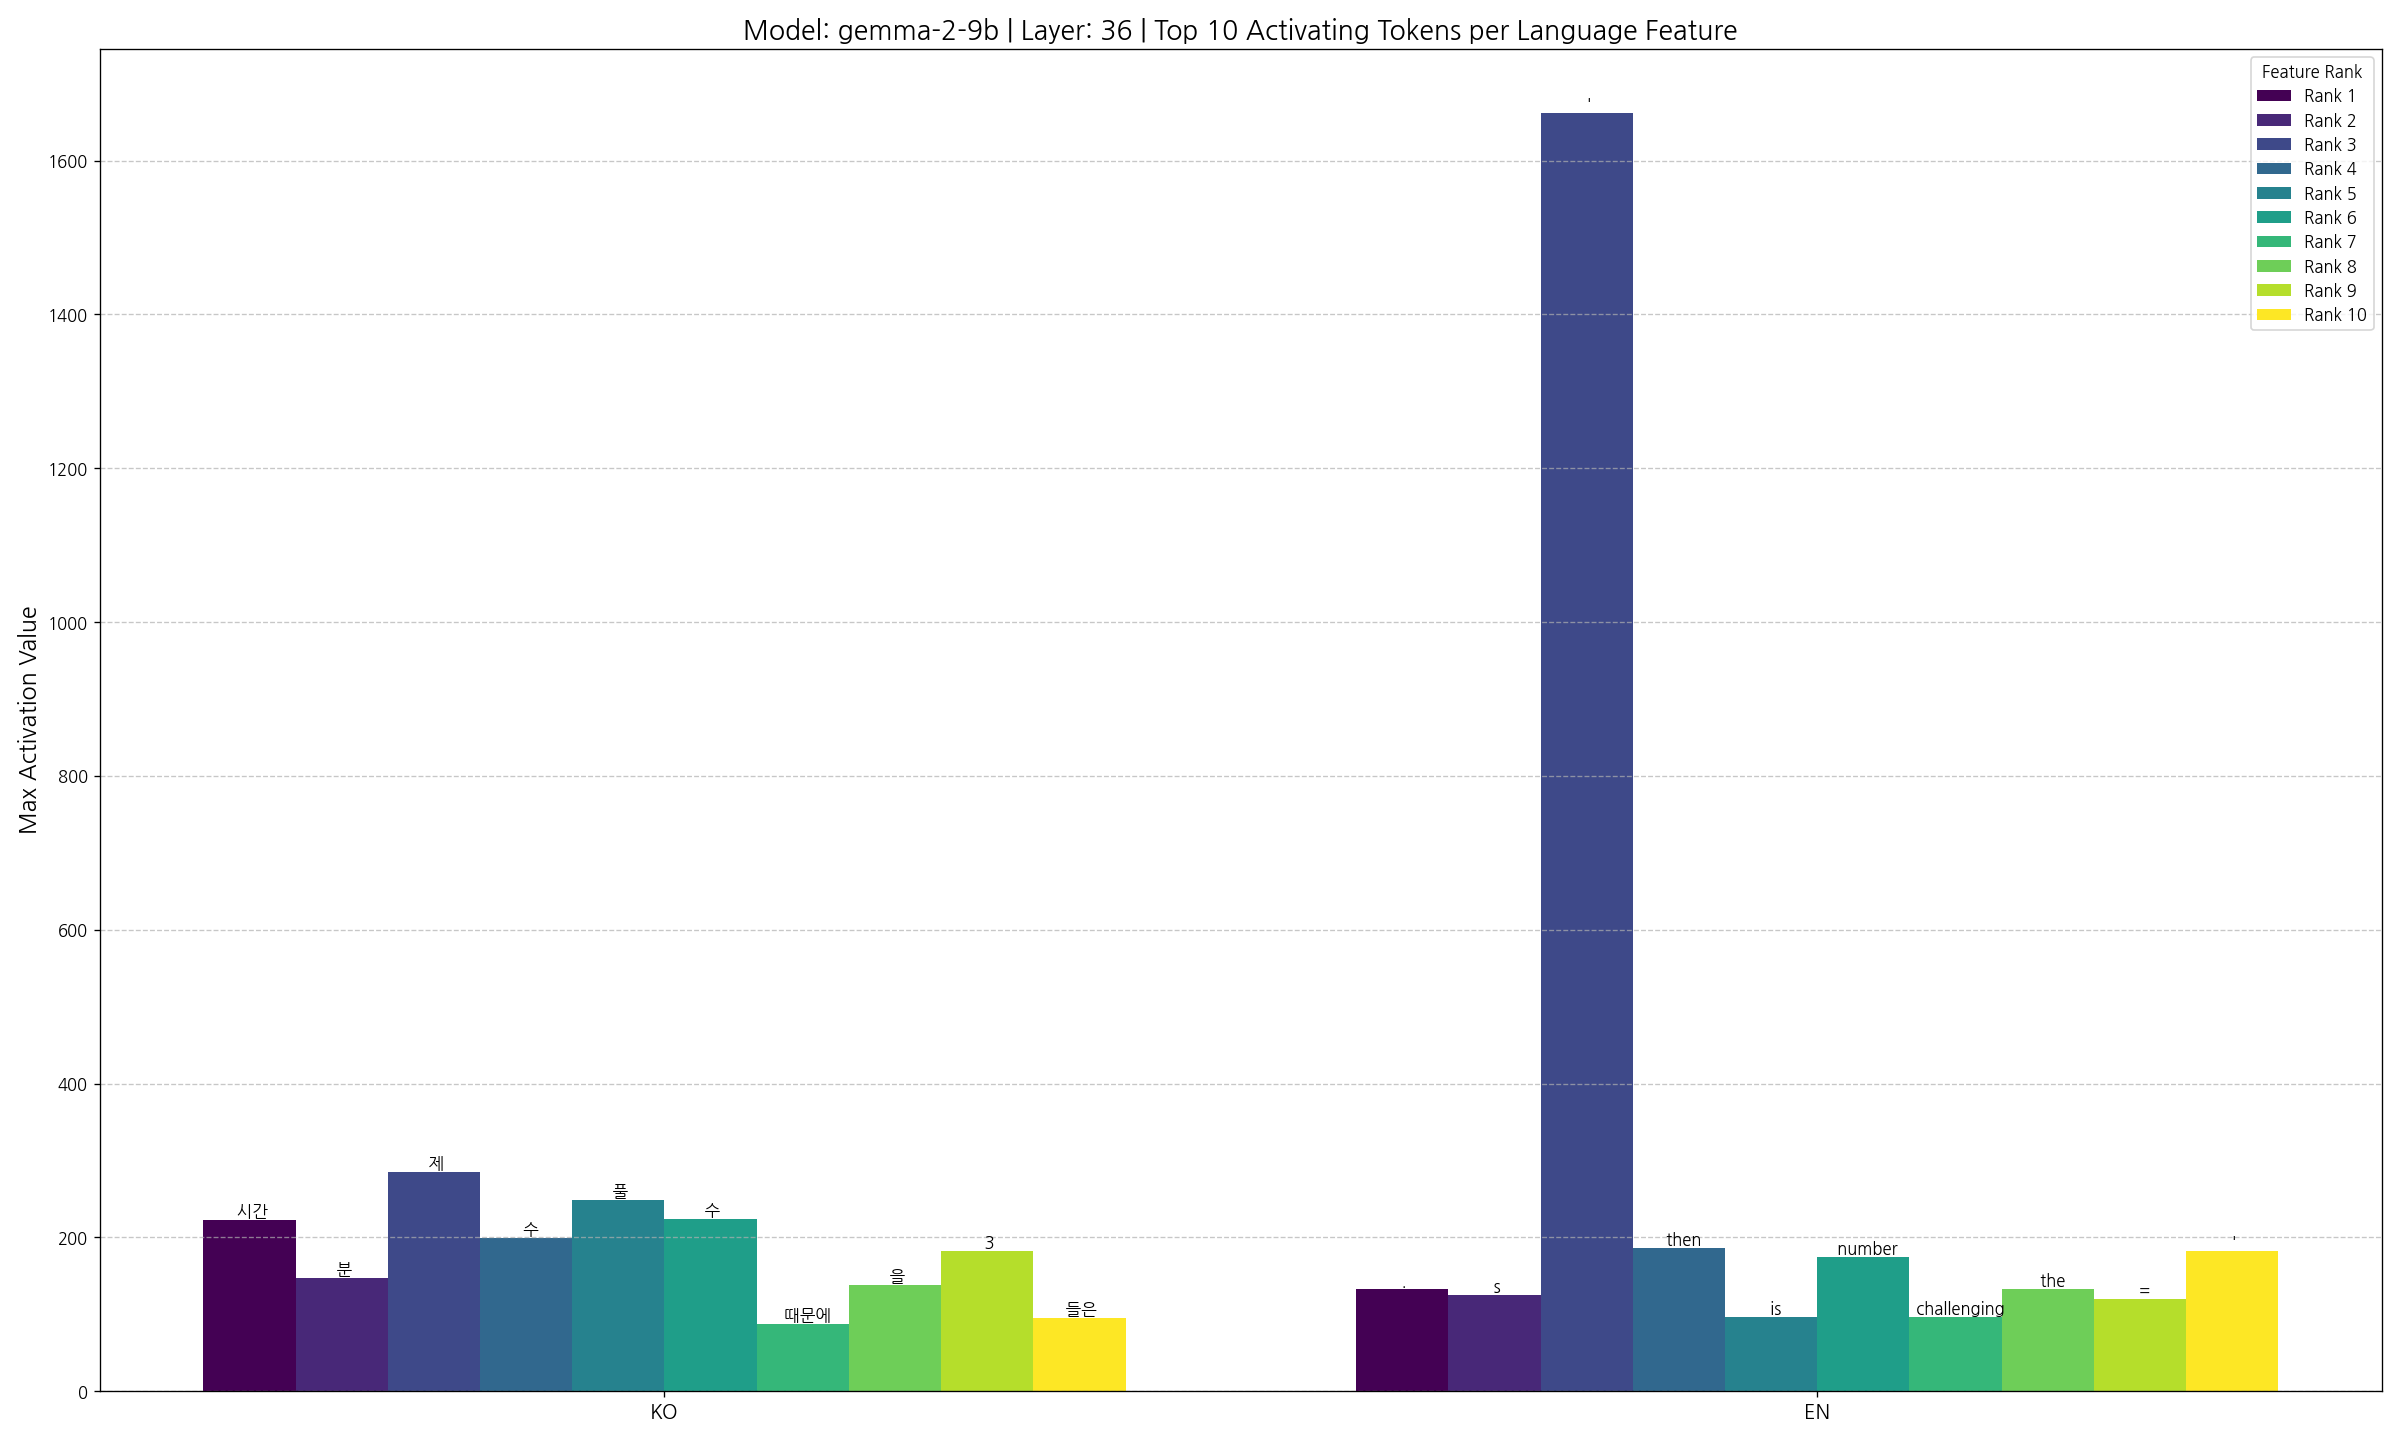 Model: gemma-2-9b | Layer: 36 | Top 10 Activating Tokens per Language Feature
Max Activation Value
1600
1400
1200
1000
800
600
400
200
0
Feature Rank
Rank 1
Rank 2
Rank 3
Rank 4
Rank 5
Rank 6
Rank 7
Rank 8
Rank 9
Rank 10
시간
분
제
수
풀
수
때문에
을
3
들은
.
s
'
then
is
number
challenging
the
=
'
KO
EN